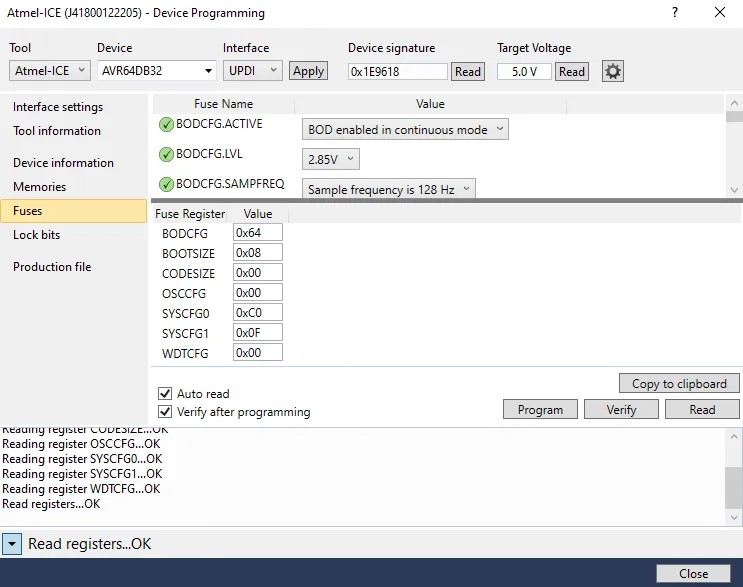 Atmel-ICE (J41800122205) - Device Programming
Tool Device Interface Device signature Target Voltage
Atmel-ICE AVR64DB32 UPDI Apply 0x1E9618 Read 5.0 V Read
Interface settings
Tool information
Device information
Memories
Fuses
Lock bits
Production file
Fuse Name Value
BODCFG.ACTIVE BOD enabled in continuous mode
BODCFG.LVL 2.85V
BODCFG.SAMPFREQ Sample frequency is 128 Hz
Fuse Register Value
BODCFG 0x64
BOOTSIZE 0x08
CODESIZE 0x00
OSCCFG 0x00
SYSCFG0 0xC0
SYSCFG1 0x0F
WDTCFG 0x00
Copy to clipboard
Auto read
Verify after programming
Program Verify Read
Reading register CODESIZE...OK
Reading register OSCCFG...OK
Reading register SYSCFG0...OK
Reading register SYSCFG1...OK
Reading register WDTCFG...OK
Read registers...OK
Read registers...OK
Close